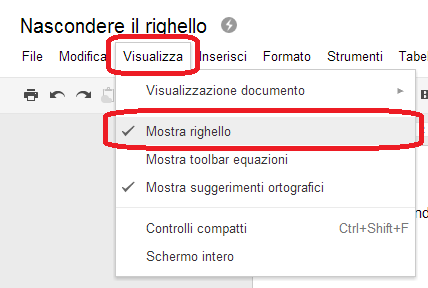 Nascondere il righello
File Modifica Visualizza Inserisci Formato Strumenti
Visualizzazione documento
Mostra righello
Mostra toolbar equazioni
Mostra suggerimenti ortografici
Controlli compatti Ctrl+Shift+F
Schermo intero